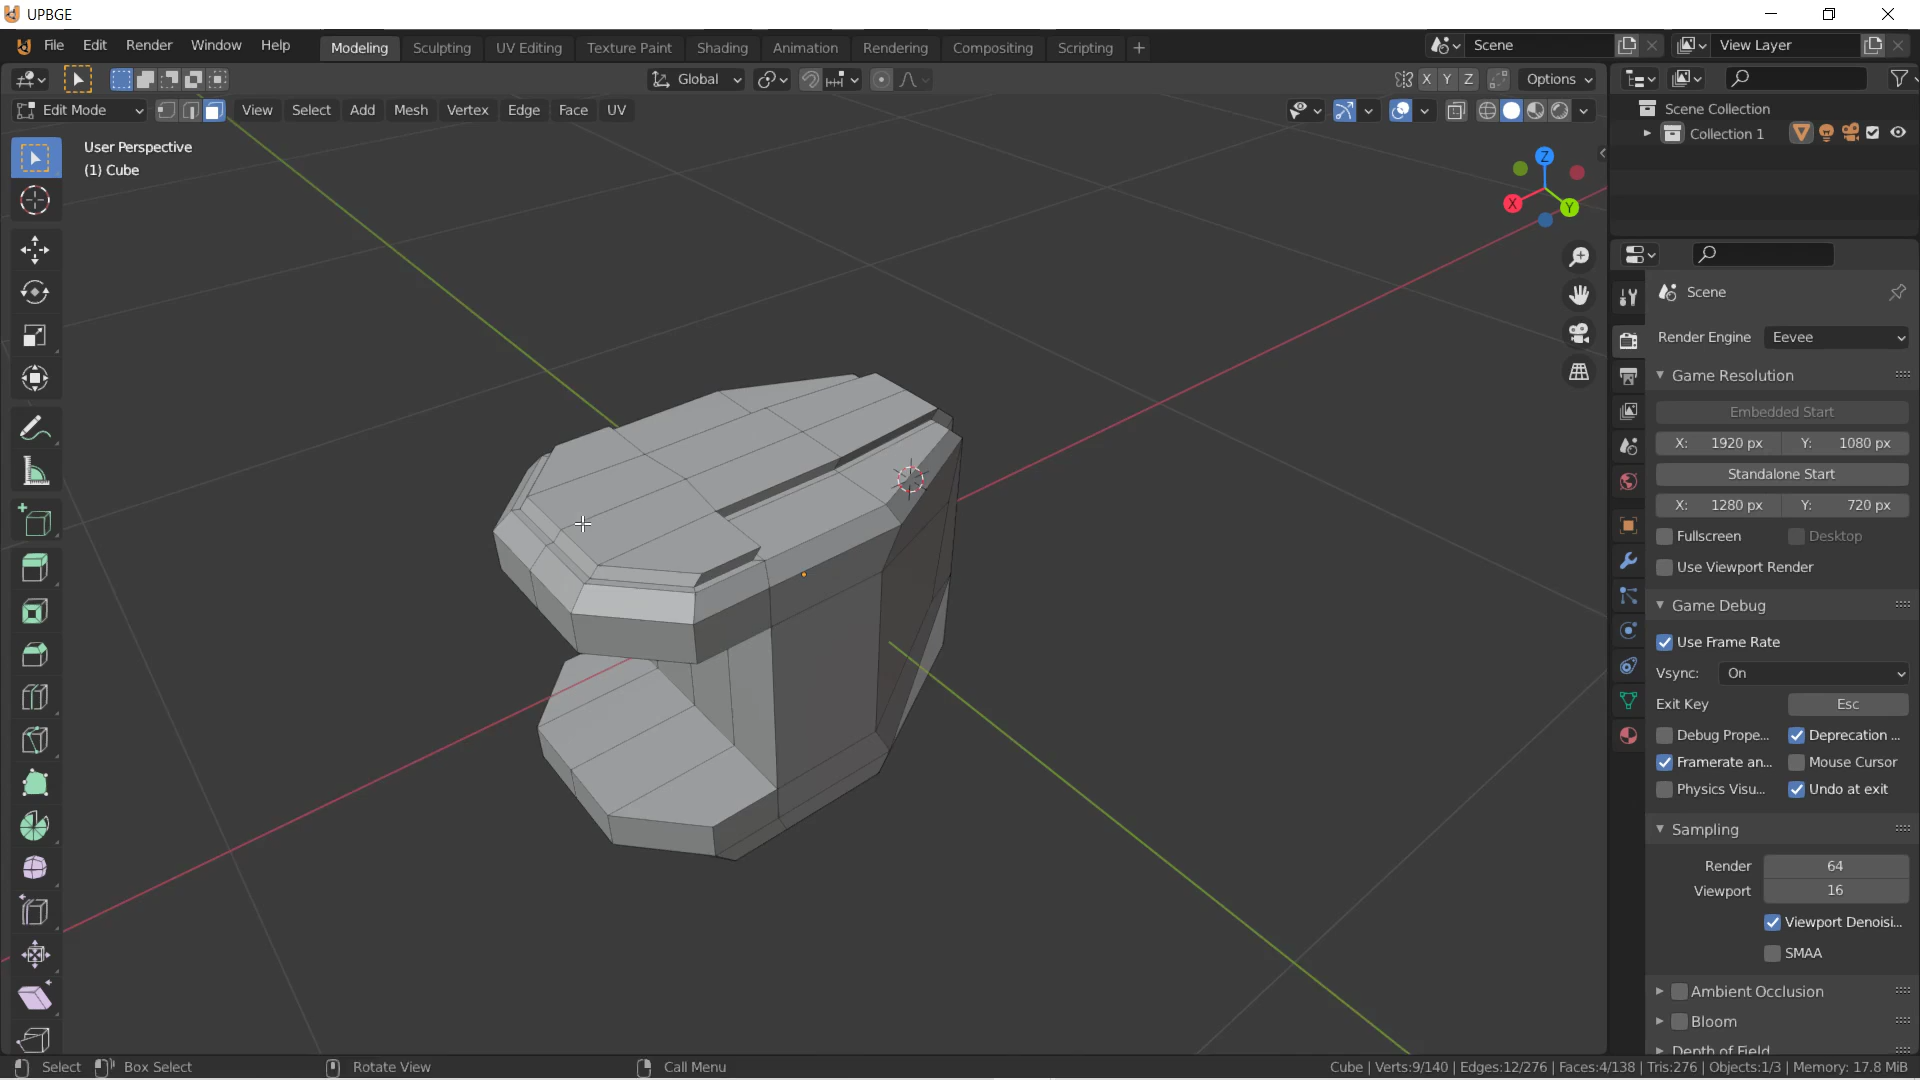 UPBGE
File Edit Render Window Help Modeling Sculpting UV Editing Texture Paint Shading Animation Rendering Compositing Scripting + Scene View Layer
Global X Y Z Options
Edit Mode View Select Add Mesh Vertex Edge Face UV
Scene Collection
Collection 1
User Perspective
(1) Cube
Z
X
Y
Scene
Render Engine Eevee
Game Resolution
Embedded Start
X: 1920 px Y: 1080 px
Standalone Start
X: 1280 px Y: 720 px
Fullscreen Desktop
Use Viewport Render
Game Debug
Use Frame Rate
Vsync: On
Exit Key Esc
Debug Prope... Deprecation ...
Framerate an... Mouse Cursor
Physics Visu... Undo at exit
Sampling
Render 64
Viewport 16
Viewport Denoisi...
SMAA
Ambient Occlusion
Bloom
Depth of Field
Select Box Select Rotate View Call Menu Cube | Verts:9/140 | Edges:12/276 | Faces:4/138 | Tris:276 | Objects:1/3 | Memory: 17.8 MiB